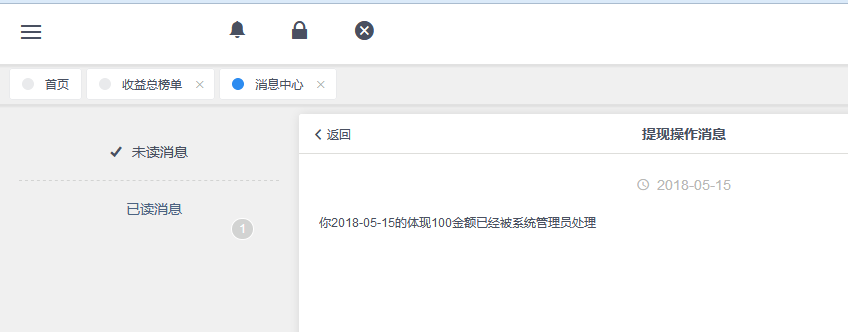 首页
收益总榜单
消息中心
未读消息
已读消息
1
返回
提现操作消息
2018-05-15
你2018-05-15的体现100金额已经被系统管理员处理